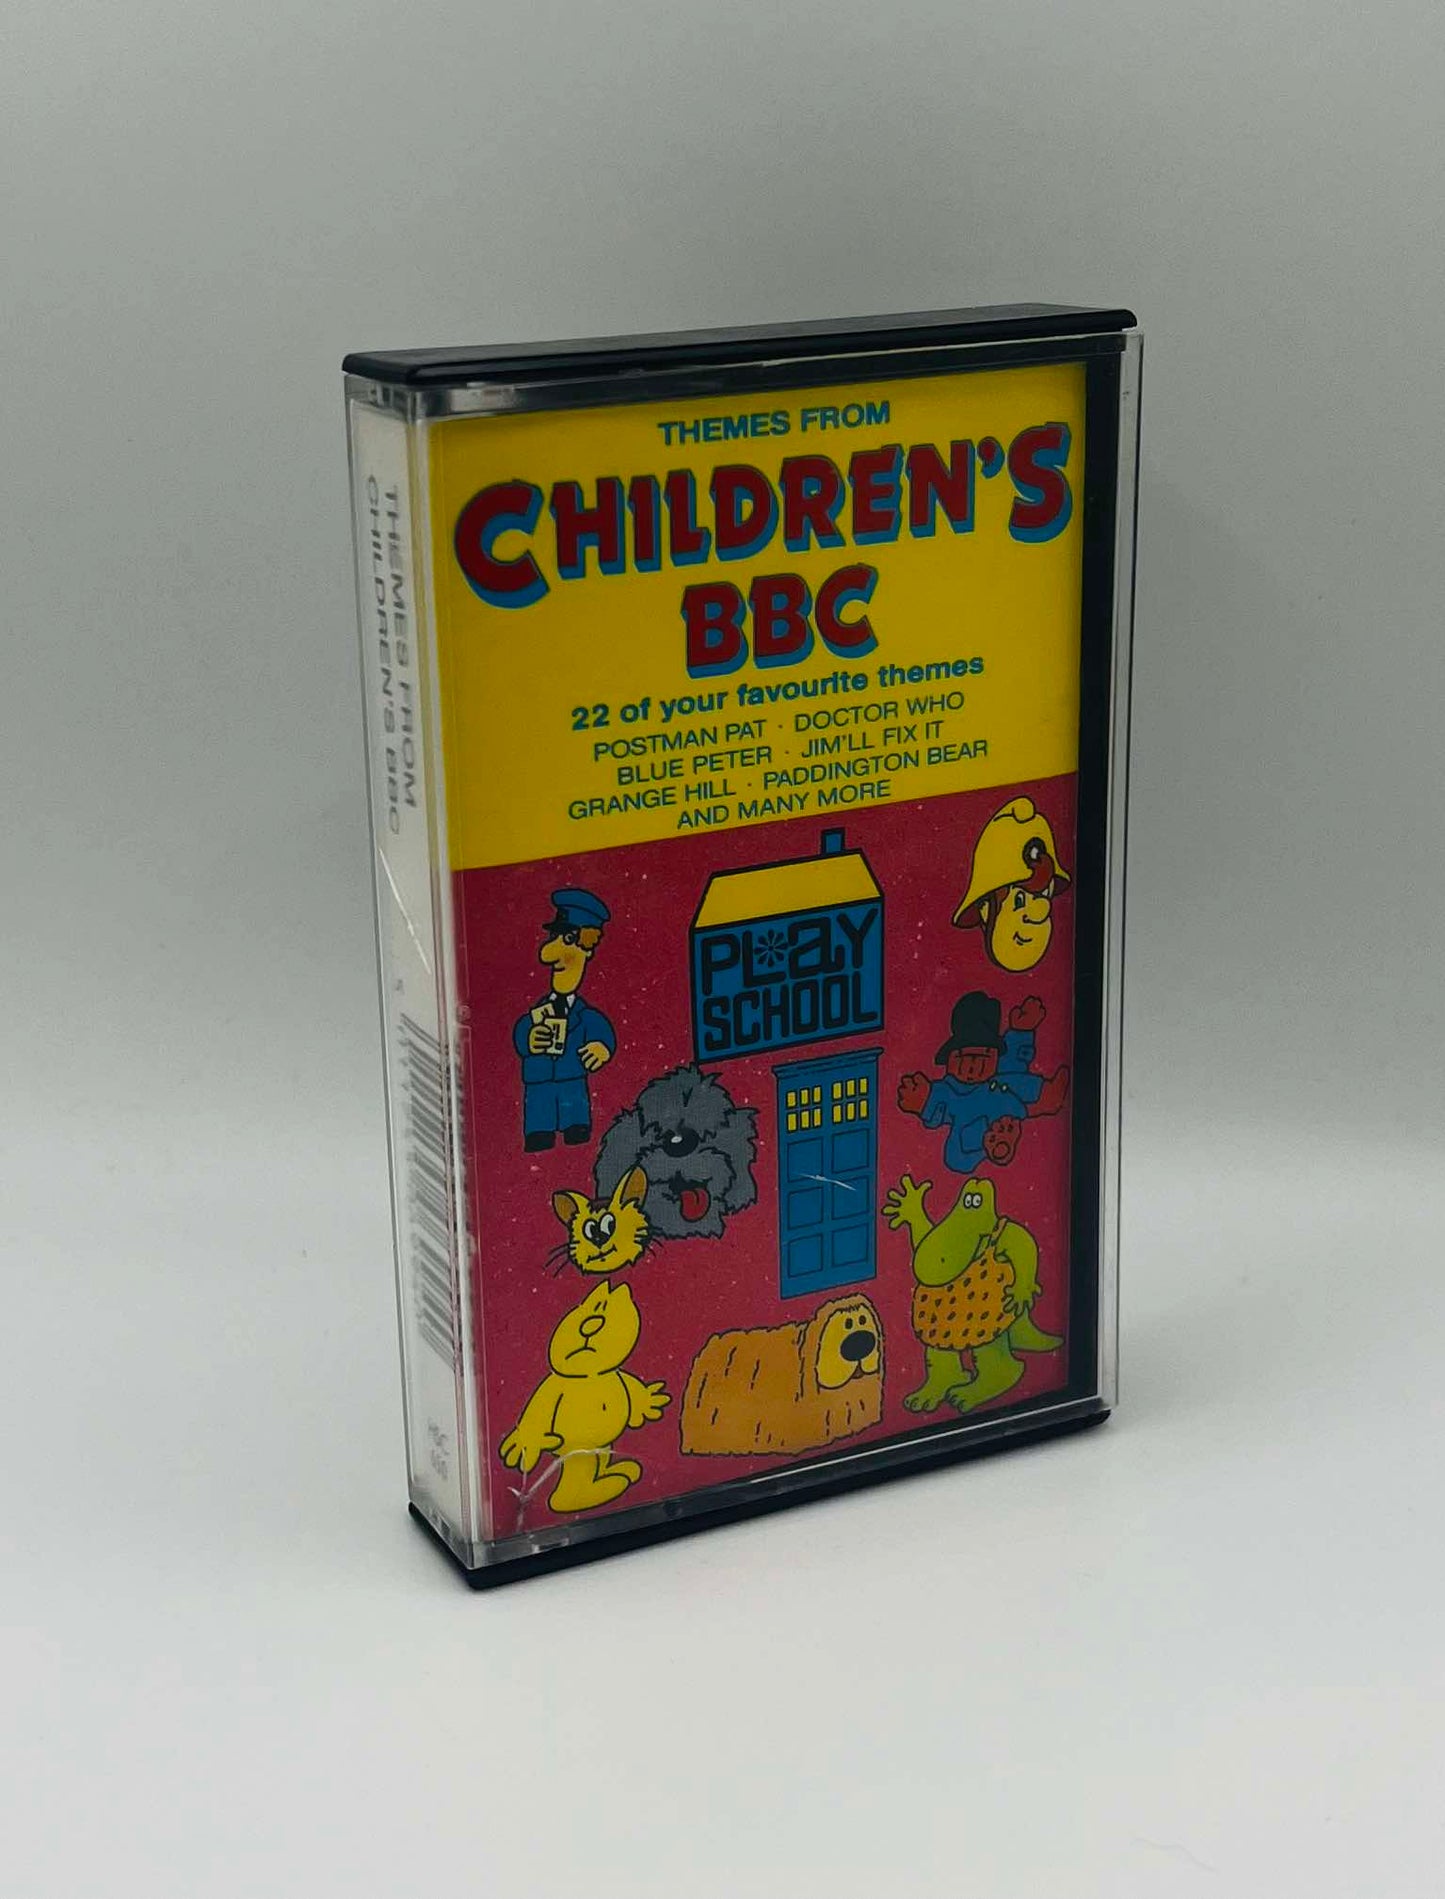 THEMES FROM
CHILDREN'S
BBC
22 of your favourite themes
POSTMAN PAT · DOCTOR WHO
BLUE PETER · JIM'LL FIX IT
GRANGE HILL · PADDINGTON BEAR
AND MANY MORE
PLAY
SCHOOL
THEMES FROM
CHILDREN'S BBC